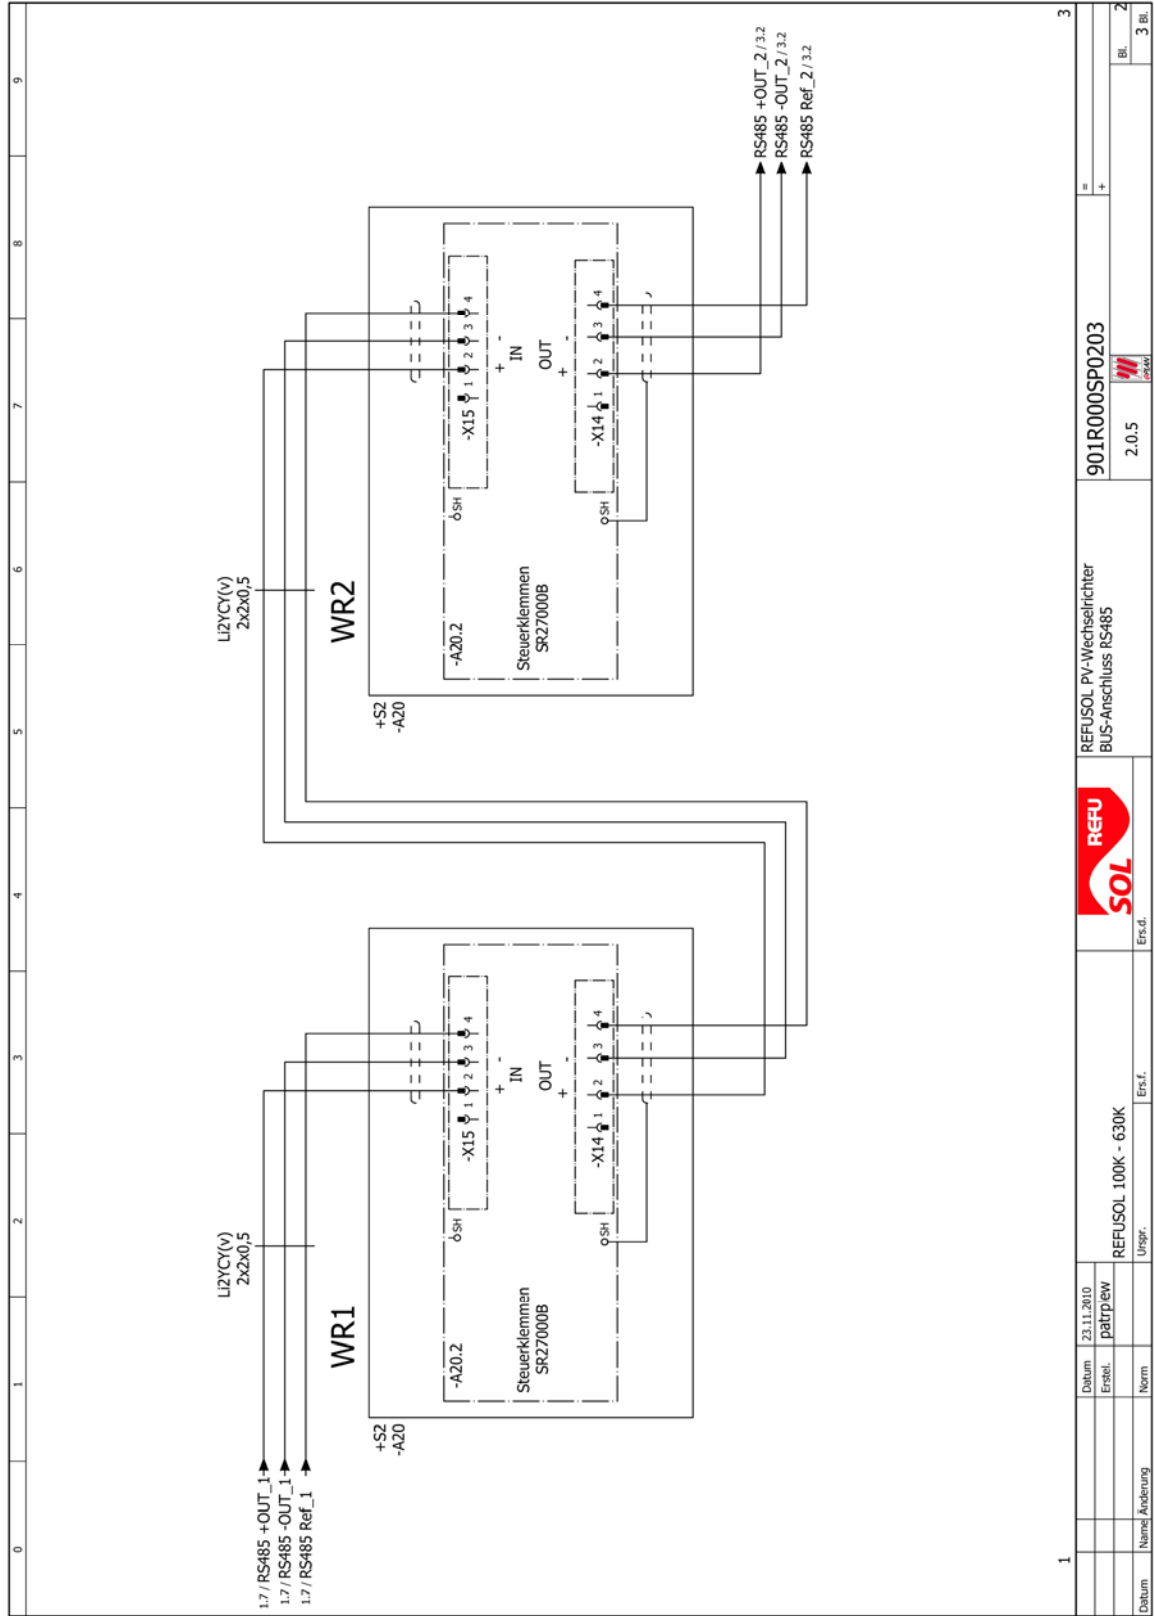 0 1 2 3 4 5 6 7 8 9
1.7 / RS485 +OUT_1
1.7 / RS485 -OUT_1
1.7 / RS485 Ref_1
Li2YCY(v)
2x2x0,5
WR1
+S2
-A20
-A20.2
Steuerklemmen
SR27000B
SH
-X15 1 2 3 4
+ -
IN
OUT
+ -
-X14 1 2 3 4
SH
Li2YCY(v)
2x2x0,5
WR2
+S2
-A20
-A20.2
Steuerklemmen
SR27000B
SH
-X15 1 2 3 4
+ -
IN
OUT
+ -
-X14 1 2 3 4
SH
RS485 +OUT_2 / 3.2
RS485 -OUT_2 / 3.2
RS485 Ref_2 / 3.2
1
3
Datum 23.11.2010
Erstel. patrplew
REFUSOL 100K - 630K
Datum Name Änderung Norm Urspr. Ers.f. Ers.d.
REFU
SOL
REFUSOL PV-Wechselrichter
BUS-Anschluss RS485
901R000SP0203
2.0.5
ePLAN
=
+
Bl. 2
3 Bl.